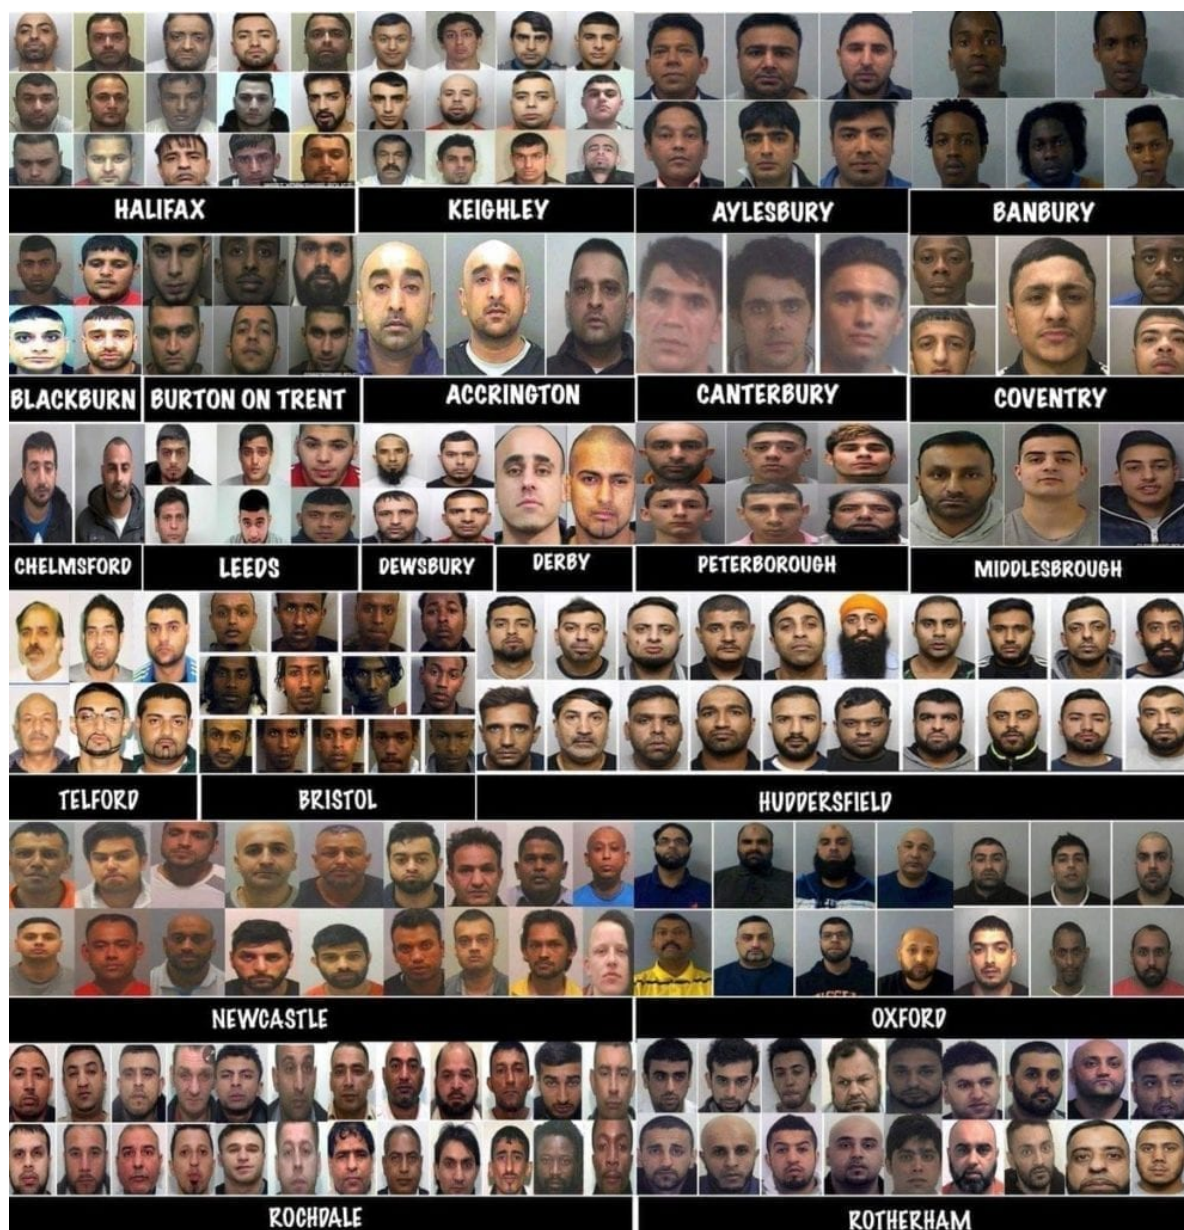 HALIFAX
KEIGHLEY
AYLESBURY
BANBURY
BLACKBURN
BURTON ON TRENT
ACCRINGTON
CANTERBURY
COVENTRY
CHELMSFORD
LEEDS
DEWSBURY
DERBY
PETERBOROUGH
MIDDLESBROUGH
TELFORD
BRISTOL
HUDDERSFIELD
NEWCASTLE
OXFORD
ROCHDALE
ROTHERHAM